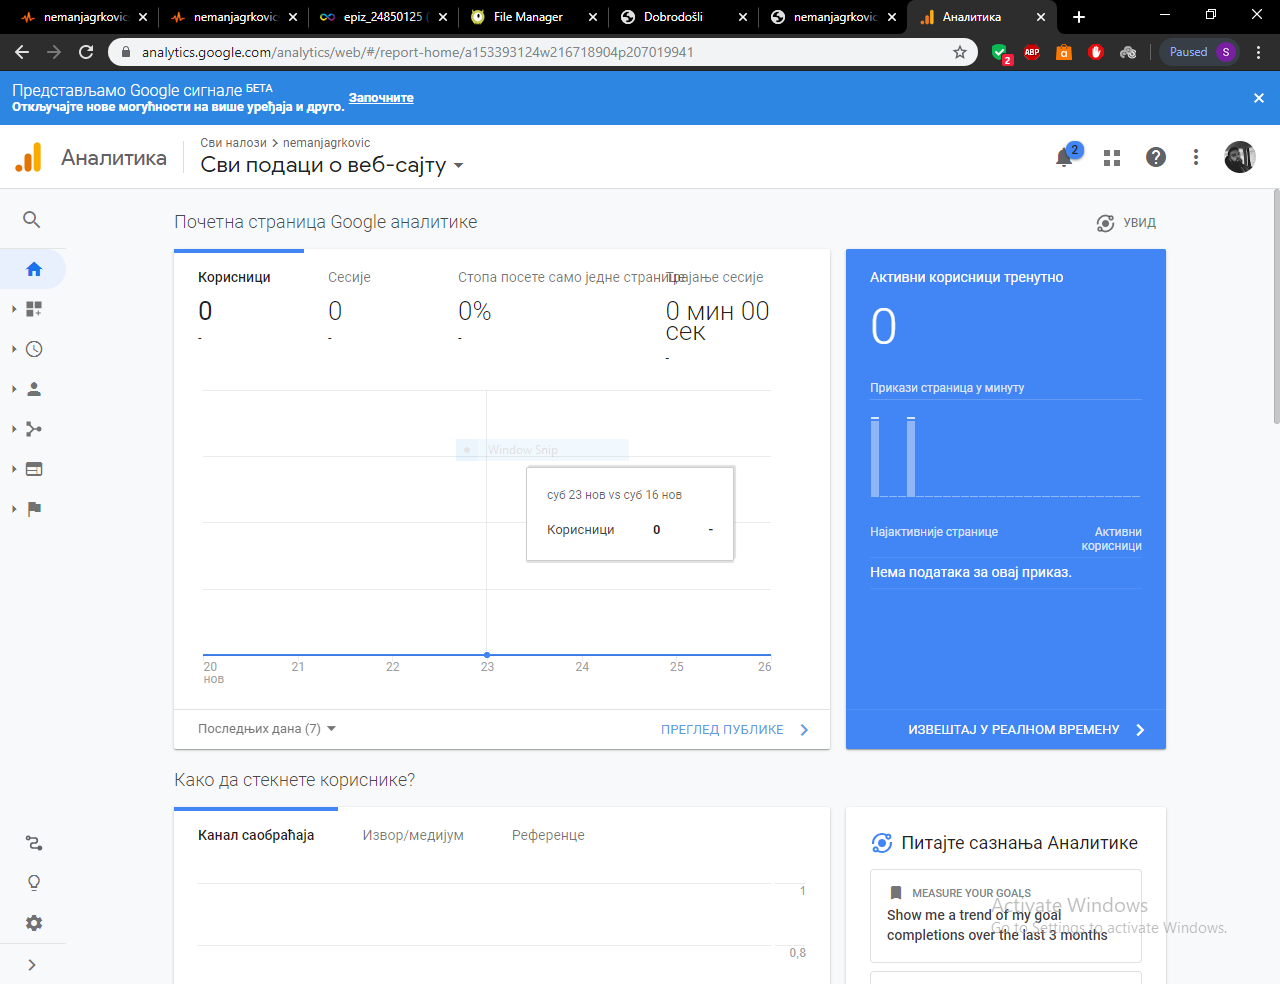 nemanjagrkovic
nemanjagrkovic
epiz_24850125 (
File Manager
Dobrodošli
nemanjagrkovic
Аналитика
analytics.google.com/analytics/web/#/report-home/a153393124w216718904p207019941
2
ABP
a
Paused
S
Представљамо Google сигнале БЕТА
Откључајте нове могућности на више уређаја и друго.
Започните
Аналитика
Сви налози > nemanjagrkovic
Сви подаци о веб-сајту
2
Почетна страница Google аналитике
УВИД
Корисници
0
-
Сесије
0
-
Стопа посете само једне странице
0%
-
Трајање сесије
0 мин 00
сек
-
Window Snip
суб 23 нов vs суб 16 нов
Корисници 0 -
20 21 22 23 24 25 26
нов
Последњих дана (7)
ПРЕГЛЕД ПУБЛИКЕ
Активни корисници тренутно
0
Прикази страница у минуту
Најактивније странице
Активни
корисници
Нема података за овај приказ.
ИЗВЕШТАЈ У РЕАЛНОМ ВРЕМЕНУ
Како да стекнете кориснике?
Канал саобраћаја
Извор/медијум
Референце
1
0,8
Питајте сазнања Аналитике
MEASURE YOUR GOALS
Show me a trend of my goal
completions over the last 3 months
Activate Windows
Go to Settings to activate Windows.